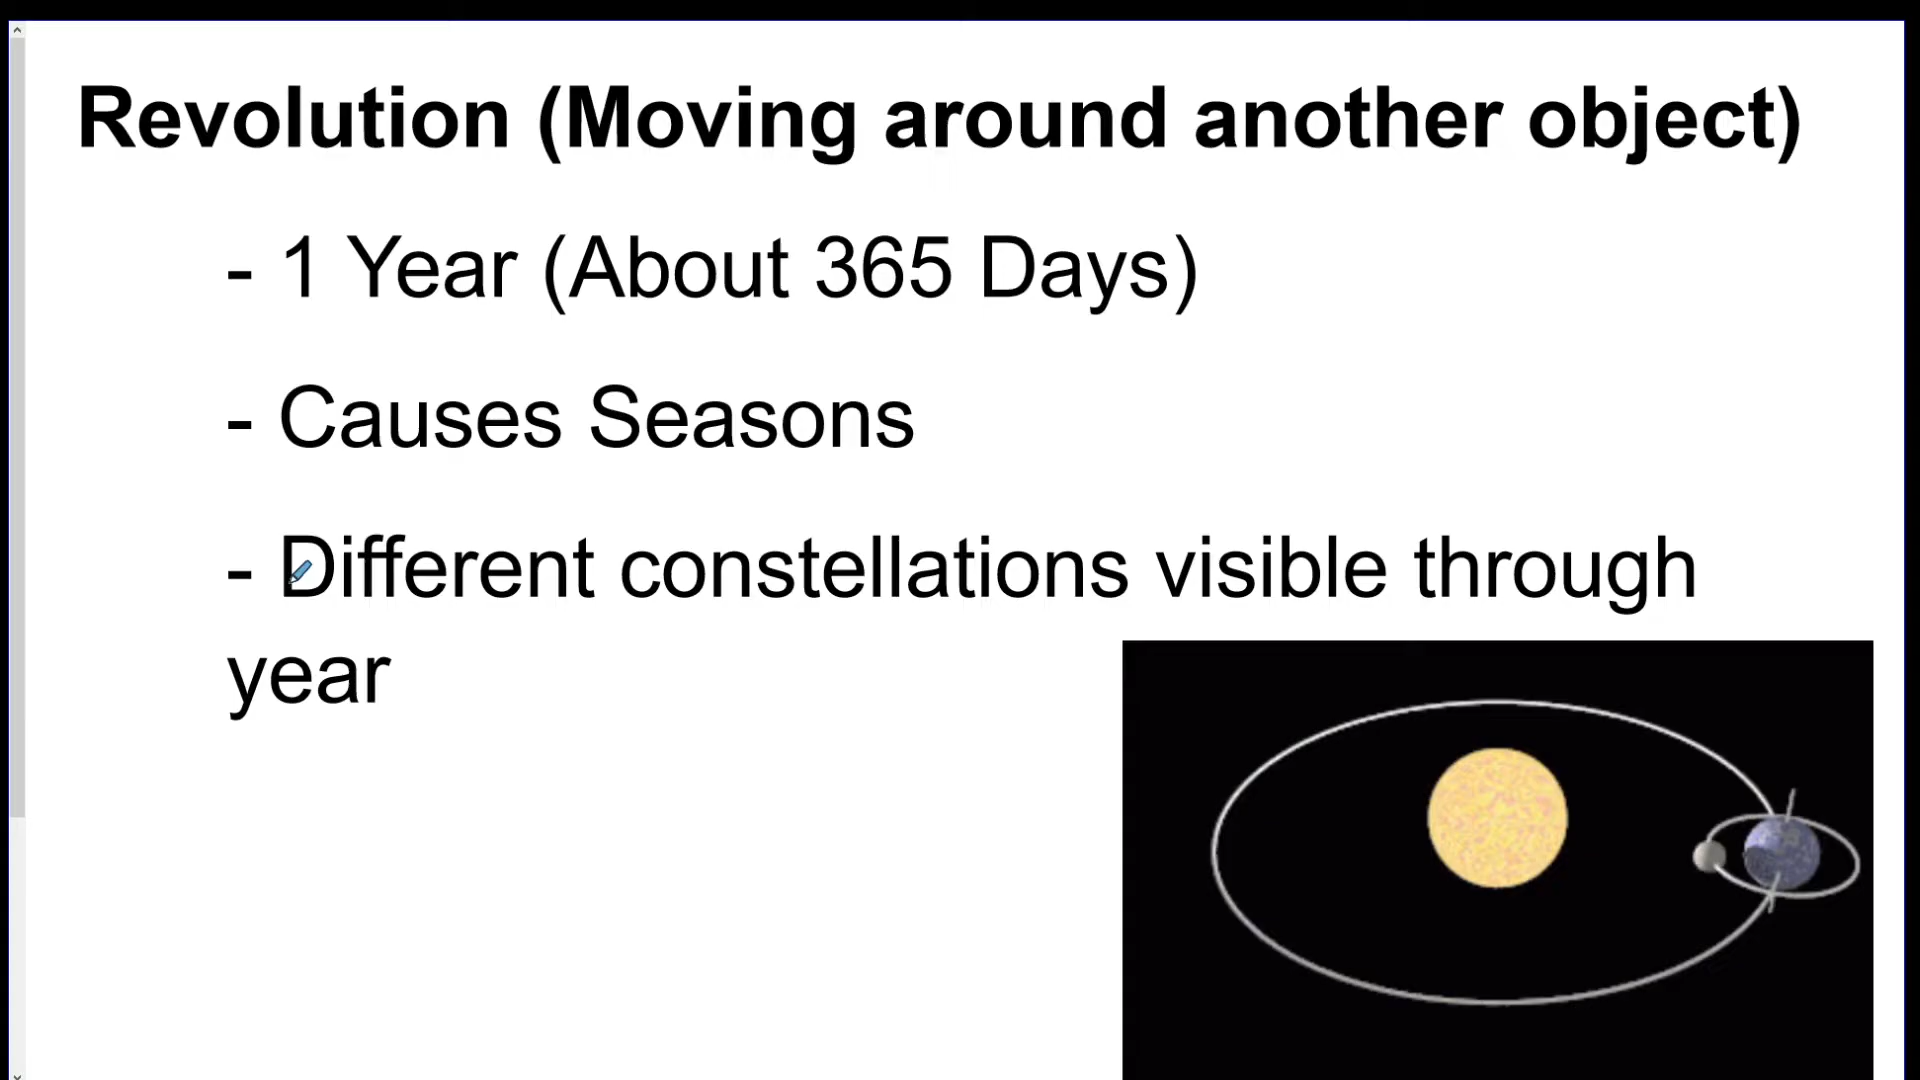 Revolution (Moving around another object)
- 1 Year (About 365 Days)
- Causes Seasons
- Different constellations visible through
year